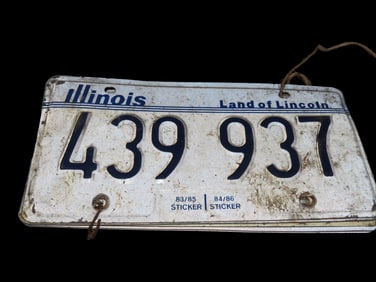 Illinois Land of Lincoln
439 937
83/85 84/86
STICKER STICKER